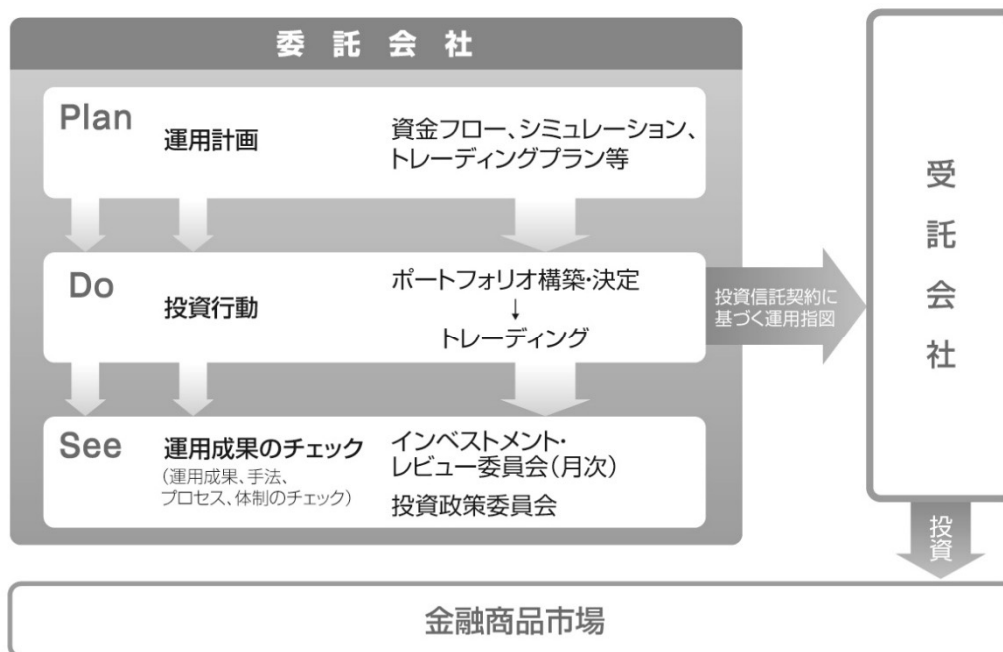 委託会社
Plan
運用計画
資金フロー、シミュレーション、
トレーディングプラン等
Do
投資行動
ポートフォリオ構築・決定
↓
トレーディング
See
運用成果のチェック
(運用成果、手法、
プロセス、体制のチェック)
インベストメント・
レビュー委員会(月次)
投資政策委員会
投資信託契約に
基づく運用指図
受託会社
投資
金融商品市場